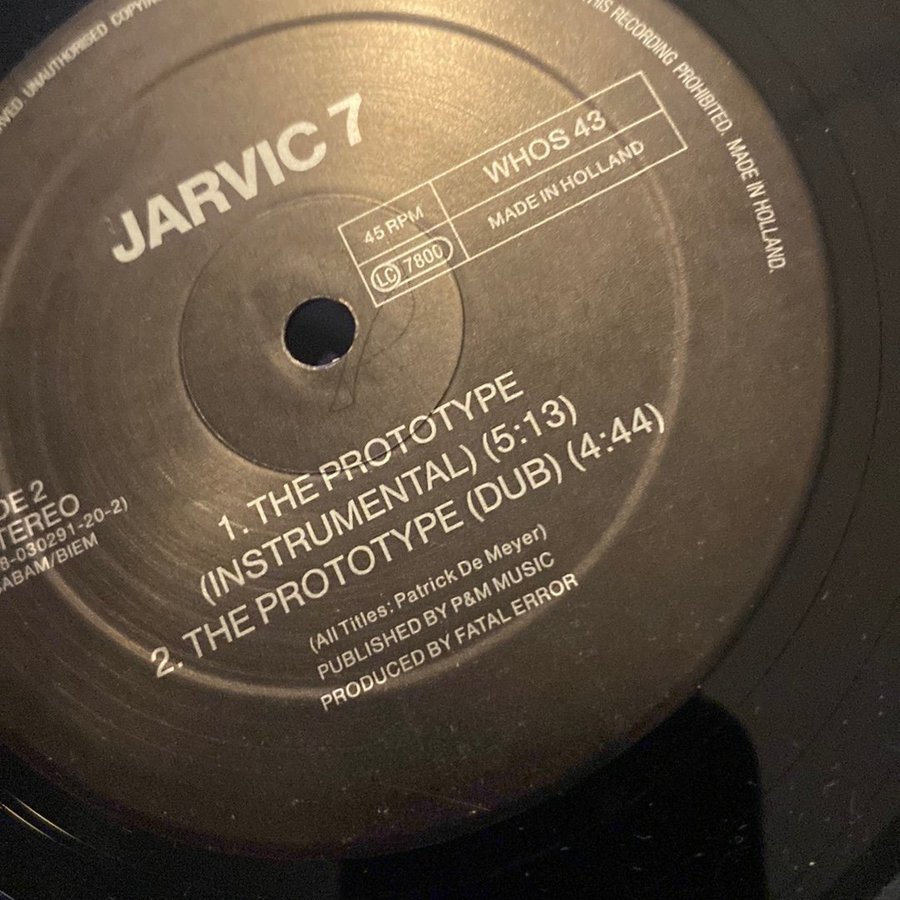 UNAUTHORISED
THIS RECORDING PROHIBITED. MADE IN HOLLAND.
JARVIC 7
45 RPM
WHOS 43
LC 7800
MADE IN HOLLAND
DE 2
TEREO
8-030291-20-2)
SABAM/BIEM
1. THE PROTOTYPE
(INSTRUMENTAL) (5:13)
2. THE PROTOTYPE (DUB) (4:44)
(All Titles: Patrick De Meyer)
PUBLISHED BY P&M MUSIC
PRODUCED BY FATAL ERROR